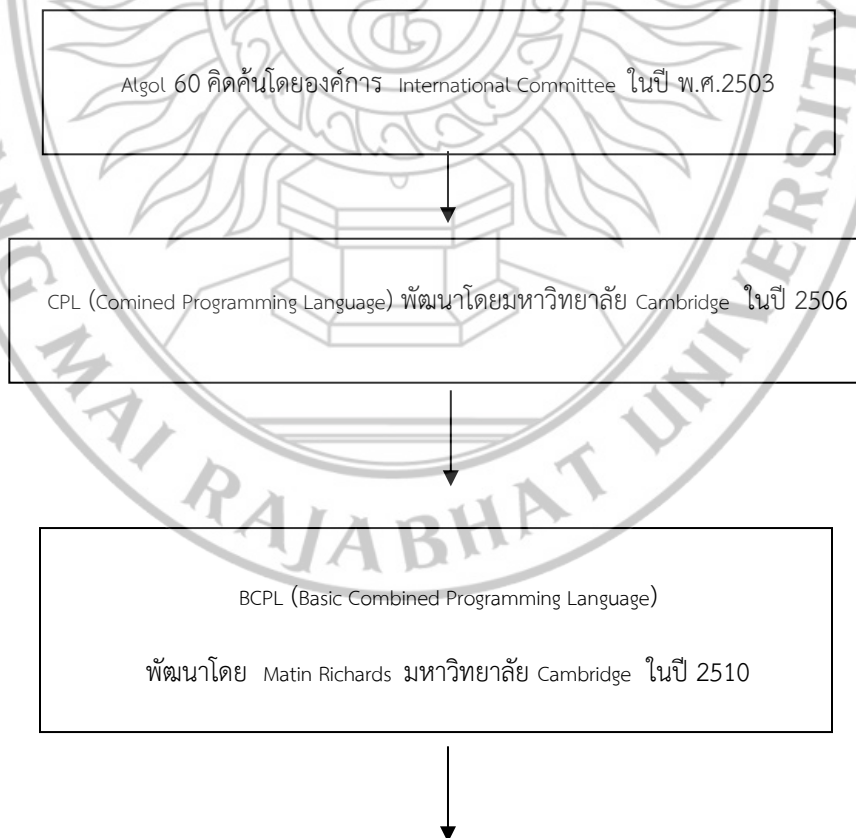 Algol 60 คิดค้นโดยองค์การ International Committee ในปี พ.ศ.2503
CPL (Comined Programming Language) พัฒนาโดยมหาวิทยาลัย Cambridge ในปี 2506
BCPL (Basic Combined Programming Language)
พัฒนาโดย Matin Richards มหาวิทยาลัย Cambridge ในปี 2510
NG MAI RAJABHAT UNIVERSITY